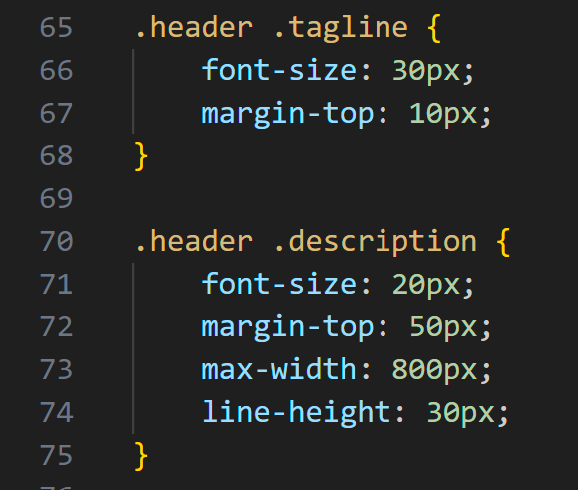 65 .header .tagline {
66 font-size: 30px;
67 margin-top: 10px;
68 }
69
70 .header .description {
71 font-size: 20px;
72 margin-top: 50px;
73 max-width: 800px;
74 line-height: 30px;
75 }